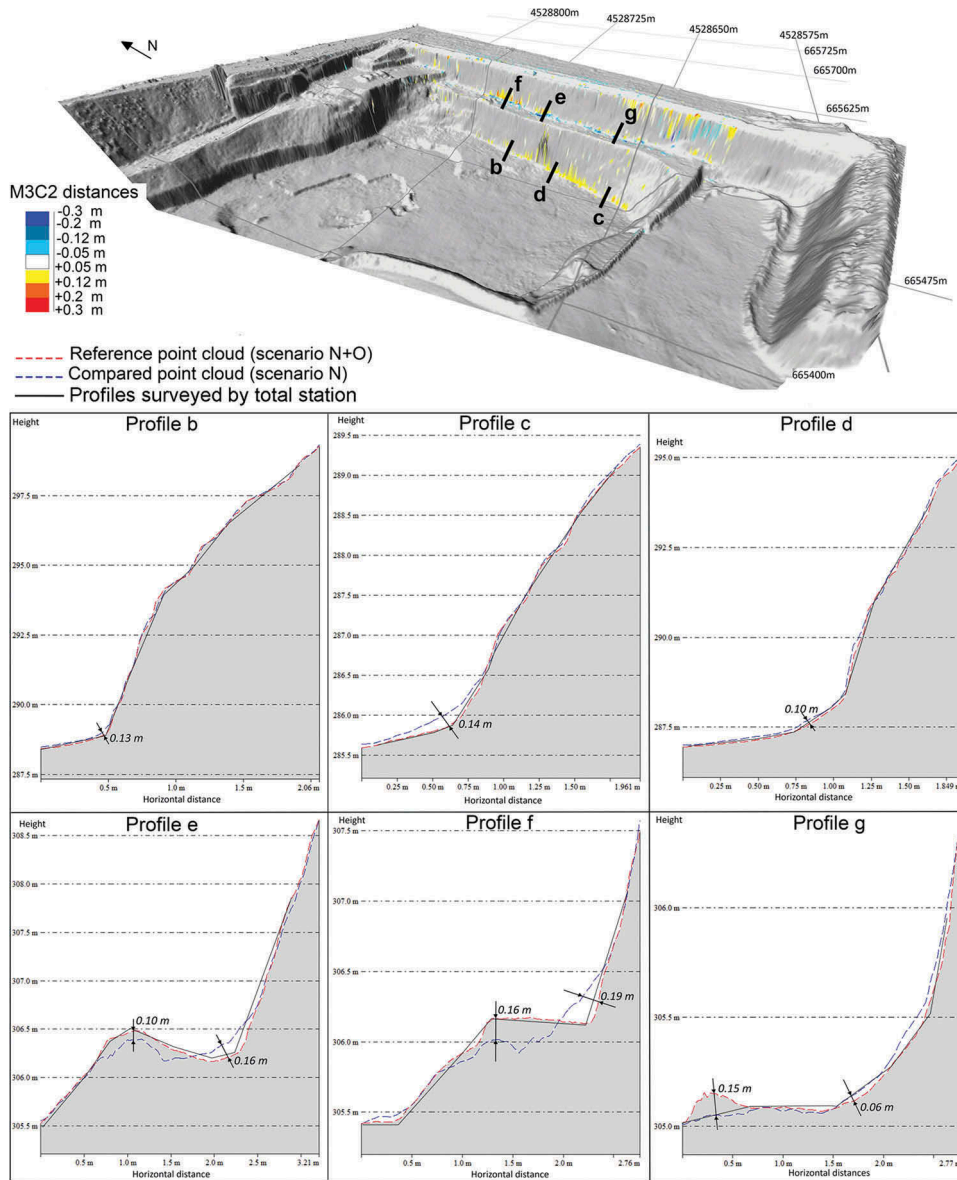 4528800m
4528725m
4528650m
4528575m
665725m
665700m
665625m
N
f
e
g
b
d
c
665475m
665400m
M3C2 distances
-0.3 m
-0.2 m
-0.12 m
-0.05 m
+0.05 m
+0.12 m
+0.2 m
+0.3 m
Reference point cloud (scenario N+O)
Compared point cloud (scenario N)
Profiles surveyed by total station
Height
Profile b
297.5 m
295.0 m
292.5 m
290.0 m
287.5 m
0.13 m
0.5 m
1.0 m
1.5 m
2.06 m
Horizontal distance
Height
Profile c
289.5 m
289.0 m
288.5 m
288.0 m
287.5 m
287.0 m
286.5 m
286.0 m
285.5 m
0.14 m
0.25 m
0.50 m
0.75 m
1.00 m
1.25 m
1.50 m
1.961 m
Horizontal distance
Height
Profile d
295.0 m
292.5 m
290.0 m
287.5 m
0.10 m
0.25 m
0.50 m
0.75 m
1.00 m
1.25 m
1.50 m
1.849 m
Horizontal distance
Height
Profile e
308.5 m
308.0 m
307.5 m
307.0 m
306.5 m
306.0 m
305.5 m
0.10 m
0.16 m
0.5 m
1.0 m
1.5 m
2.0 m
2.5 m
3.21 m
Horizontal distance
Height
Profile f
307.5 m
307.0 m
306.5 m
306.0 m
305.5 m
0.16 m
0.19 m
0.5 m
1.0 m
1.5 m
2.0 m
2.76 m
Horizontal distance
Height
Profile g
306.0 m
305.5 m
305.0 m
0.15 m
0.06 m
0.5 m
1.0 m
1.5 m
2.0 m
2.77 m
Horizontal distances